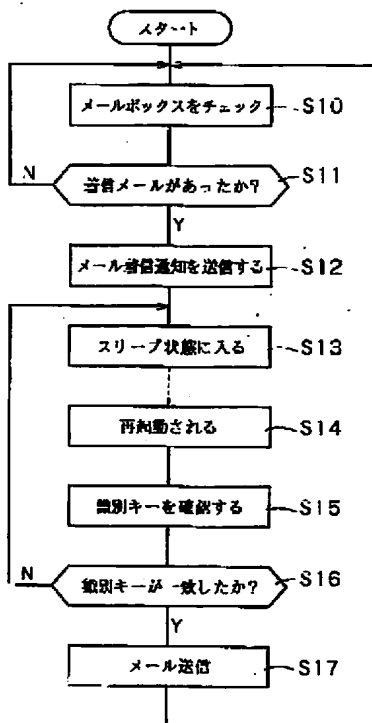 スタート
メールボックスをチェック S10
着信メールがあったか? S11
N
Y
メール着信通知を送信する S12
スリープ状態に入る S13
再起動される S14
識別キーを確認する S15
識別キーが一致したか? S16
N
Y
メール送信 S17